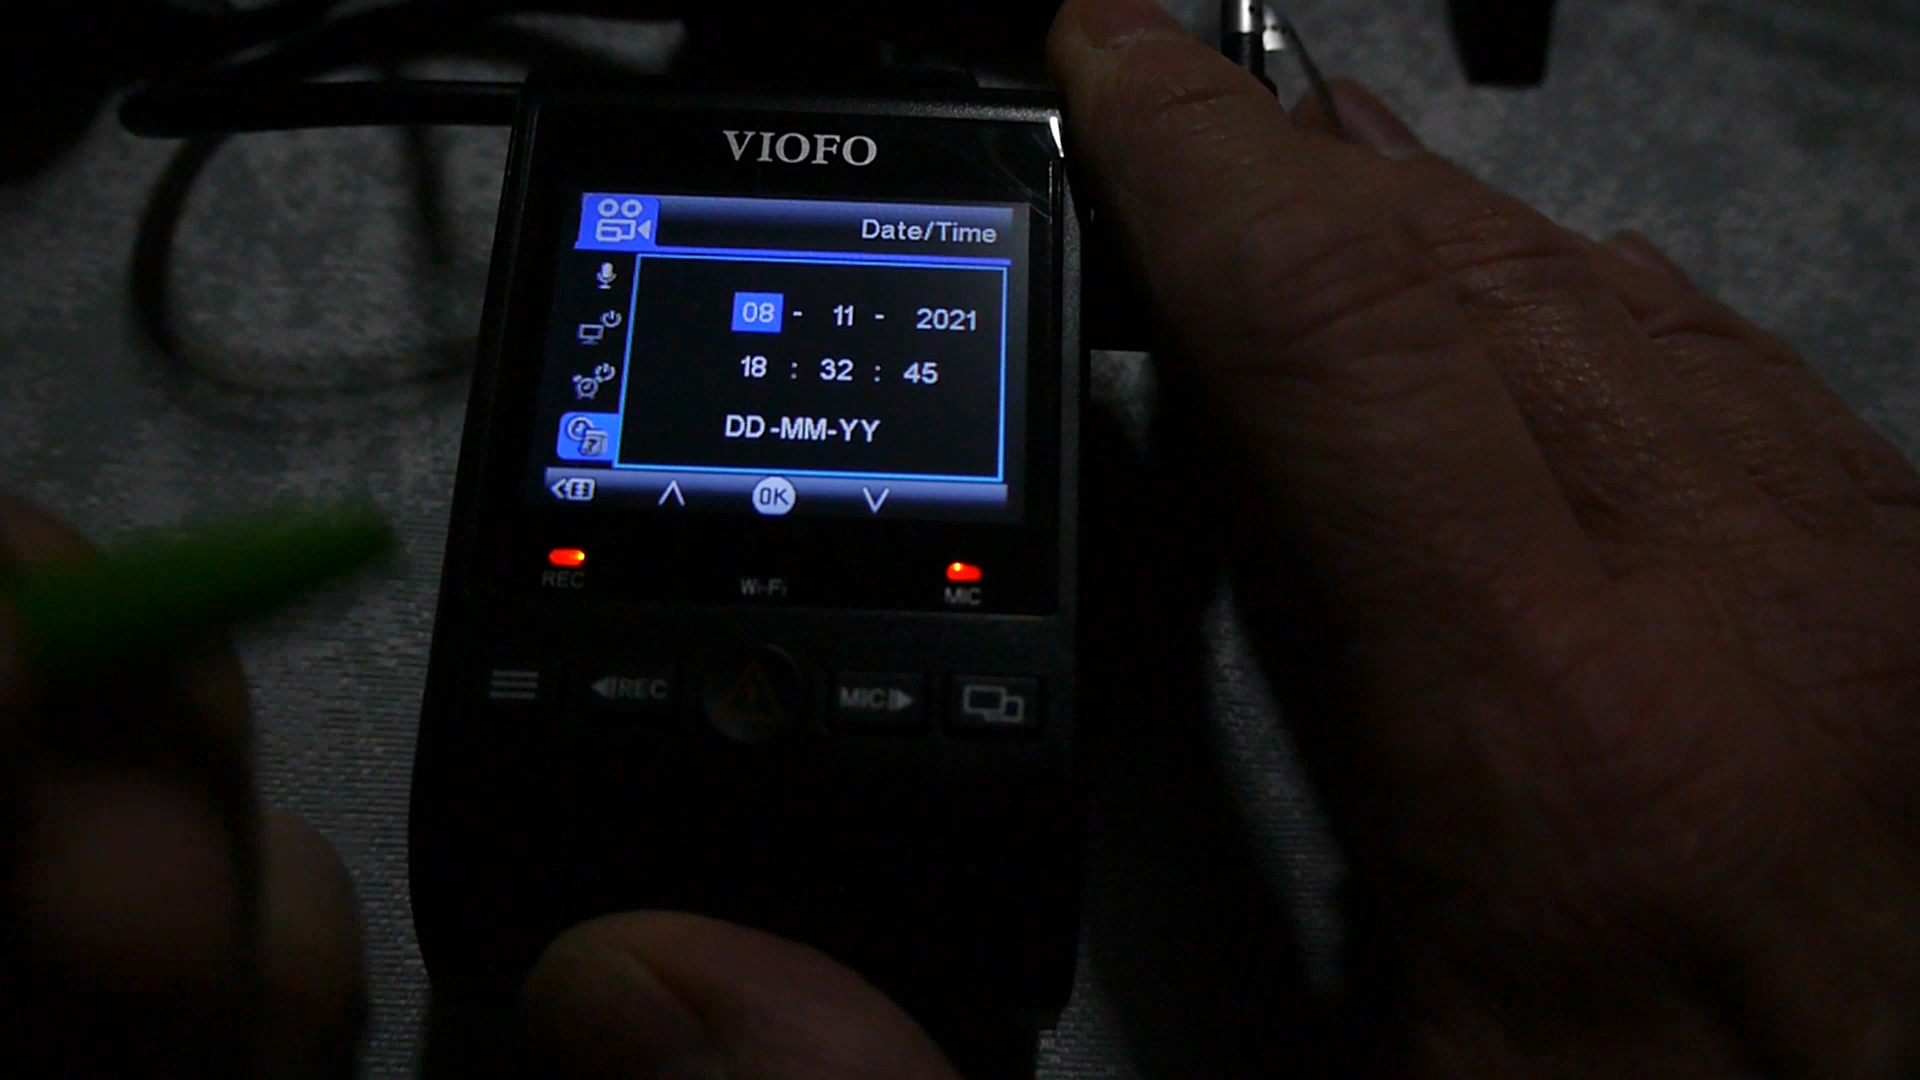 VIOFO
Date/Time
08 - 11 - 2021
18 : 32 : 45
DD-MM-YY
OK
REC Wi-Fi MIC
REC MIC